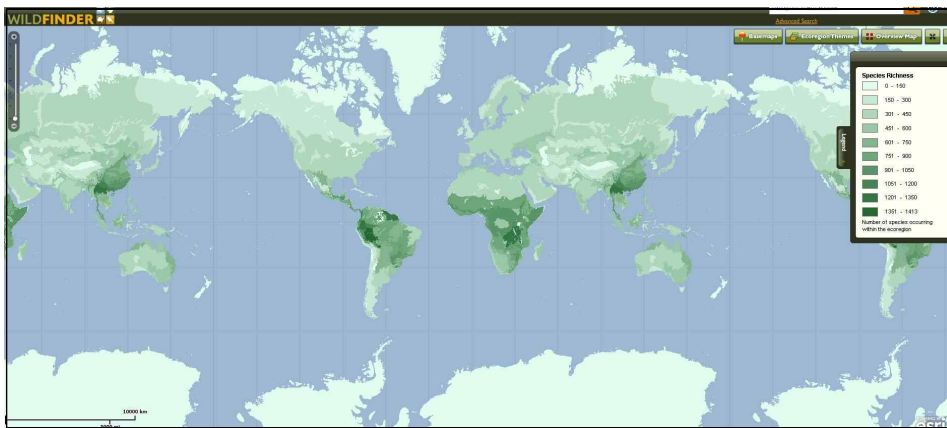 WILDFINDER
Advanced Search
Basemaps
Ecoregion Themes
Overview Map
Legend
Species Richness
0 - 150
150 - 300
301 - 450
451 - 600
601 - 750
751 - 900
901 - 1050
1051 - 1200
1201 - 1350
1351 - 1413
Number of species occurring
within the ecoregion
10000 km
esri